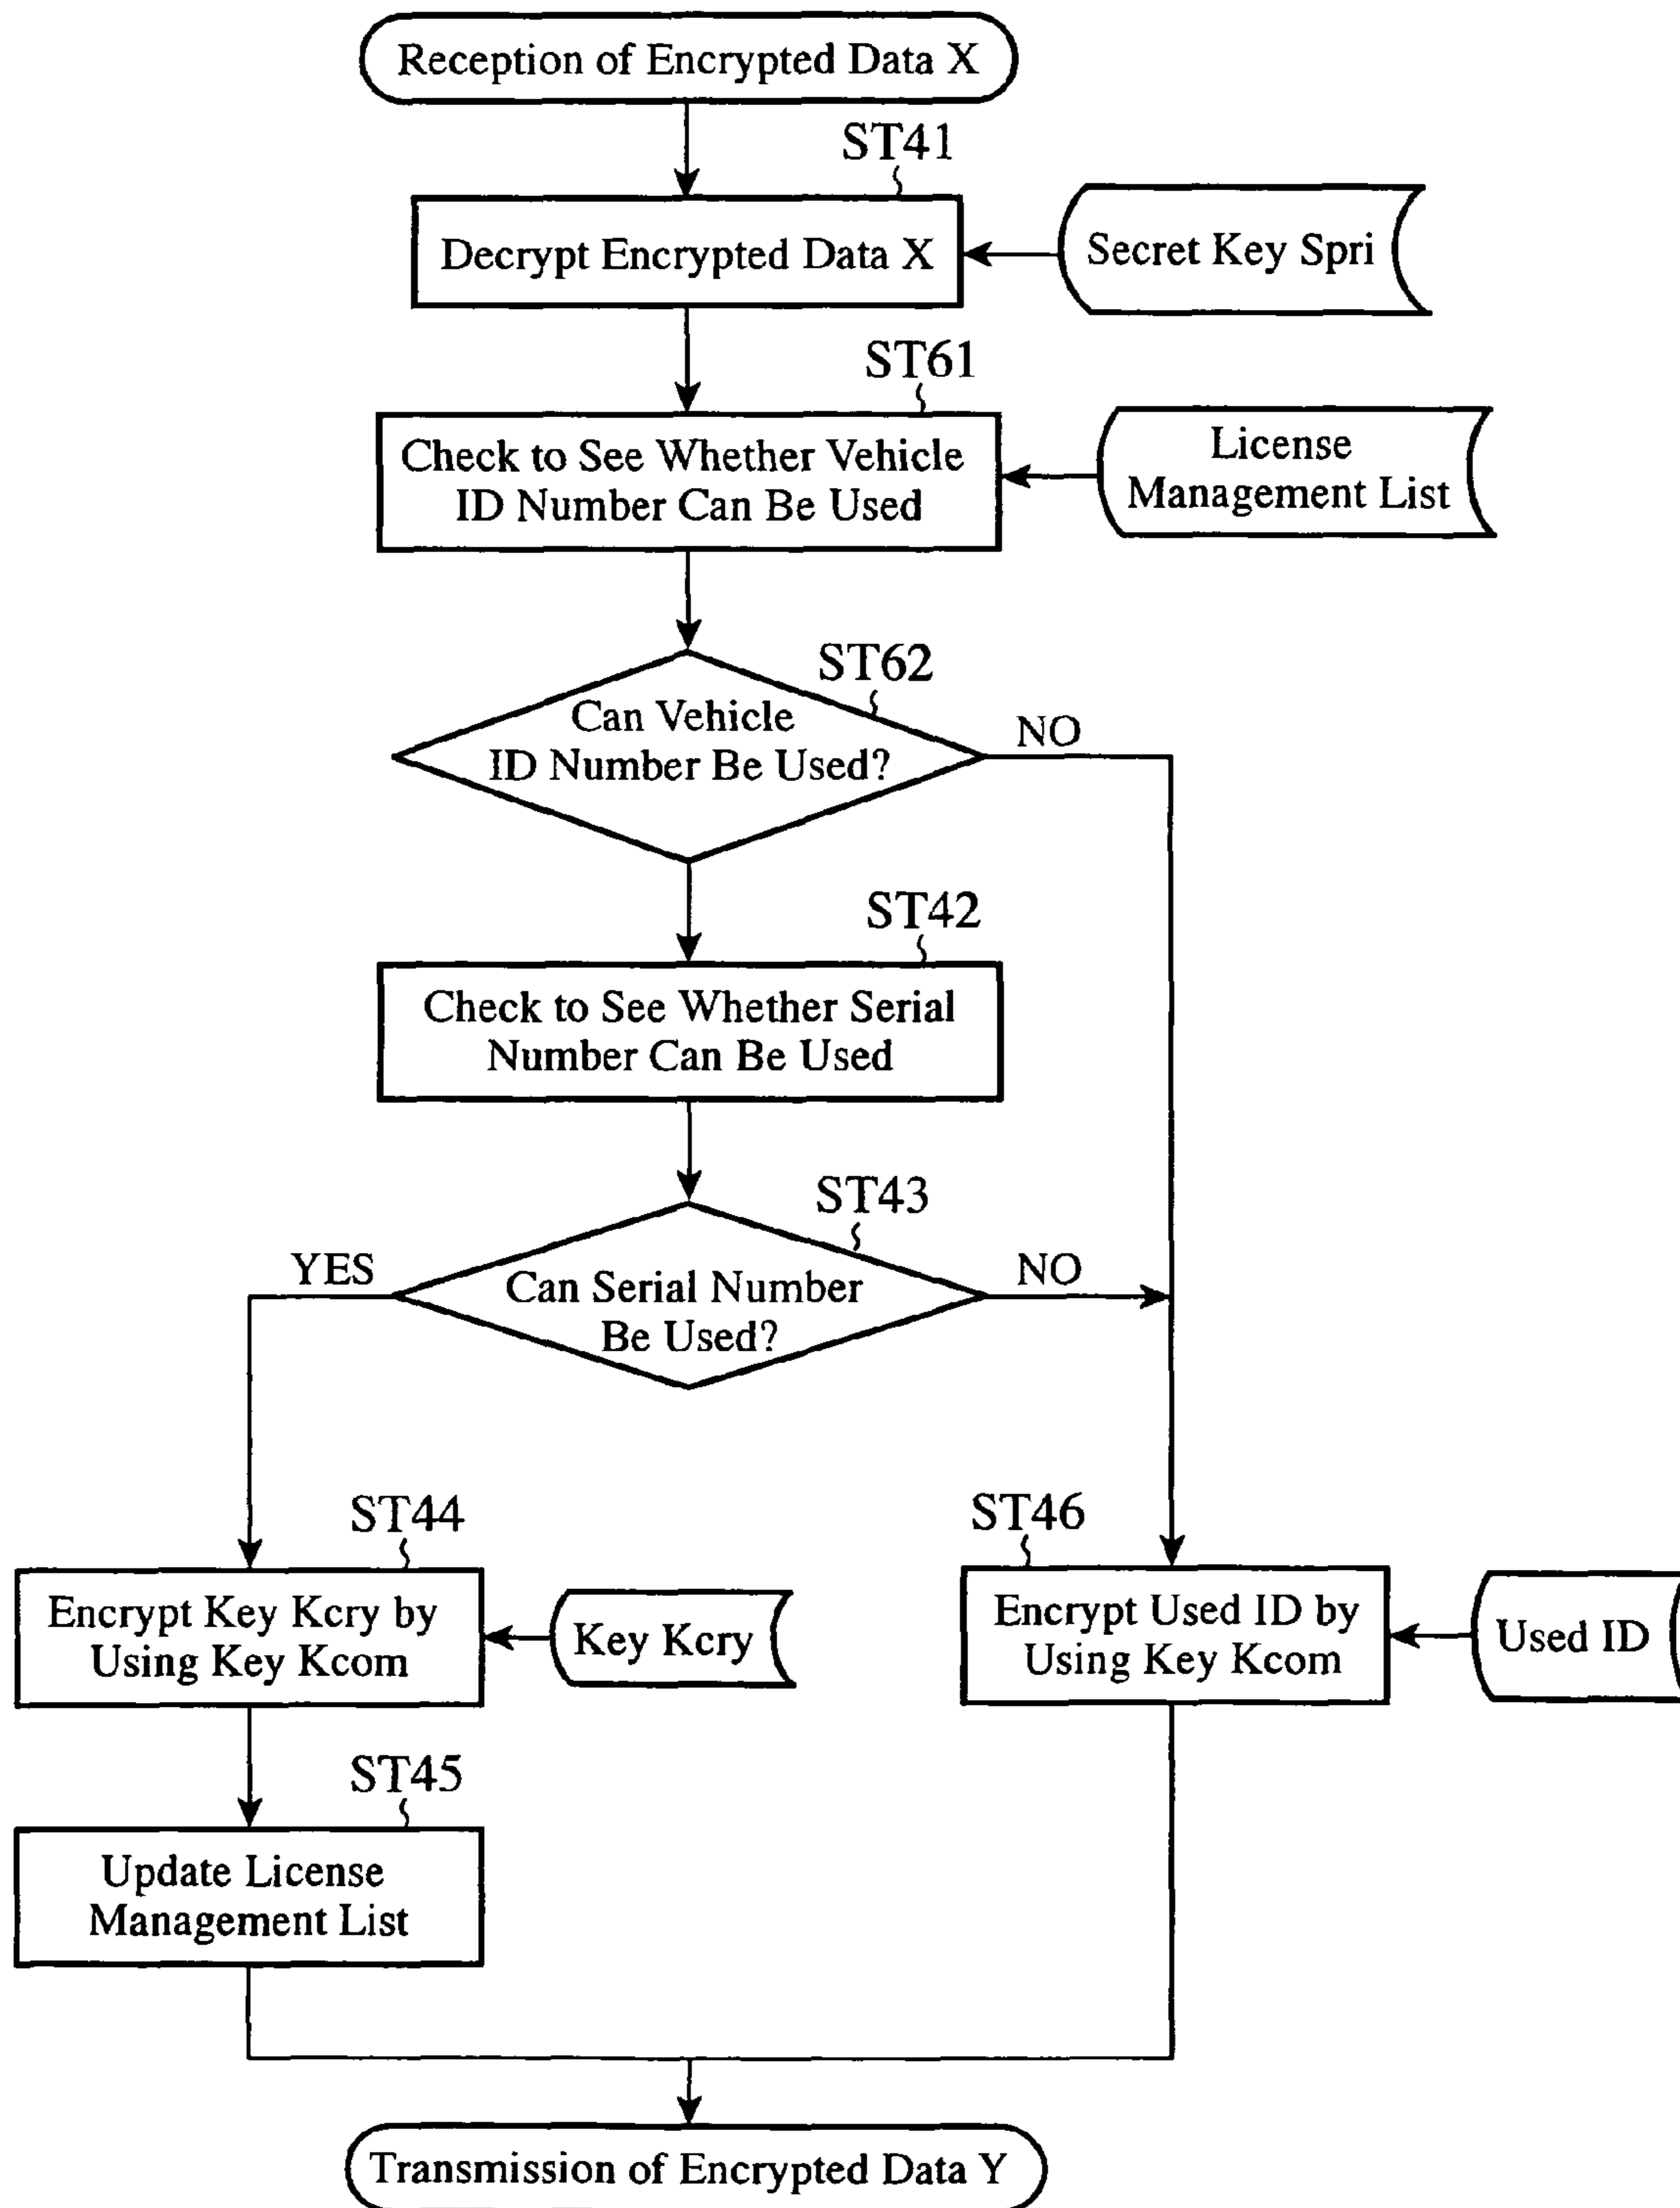 Reception of Encrypted Data X
ST41
Decrypt Encrypted Data X
Secret Key Spri
ST61
Check to See Whether Vehicle
ID Number Can Be Used
License
Management List
ST62
Can Vehicle
ID Number Be Used?
NO
ST42
Check to See Whether Serial
Number Can Be Used
ST43
YES
Can Serial Number
Be Used?
NO
ST44
Encrypt Key Kcry by
Using Key Kcom
Key Kcry
ST46
Encrypt Used ID by
Using Key Kcom
Used ID
ST45
Update License
Management List
Transmission of Encrypted Data Y